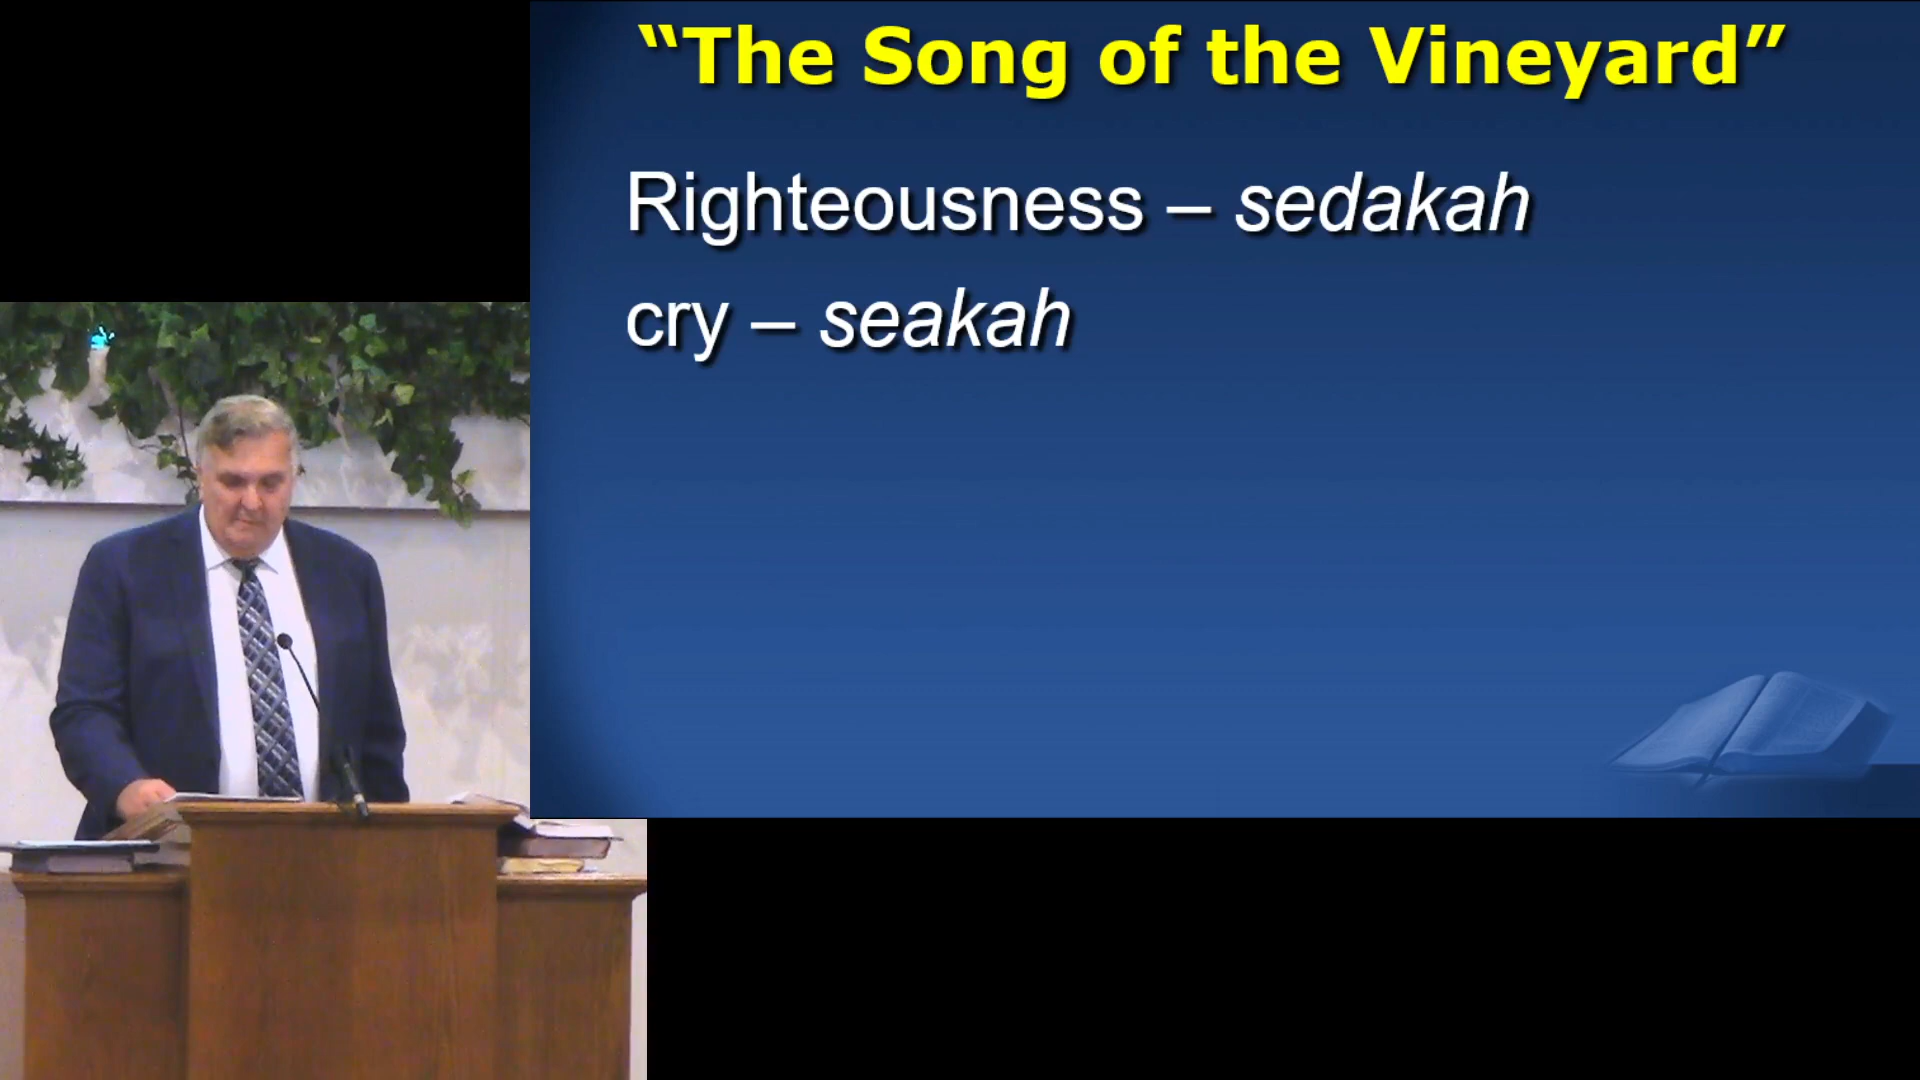 “The Song of the Vineyard”
Righteousness – sedakah
cry – seakah